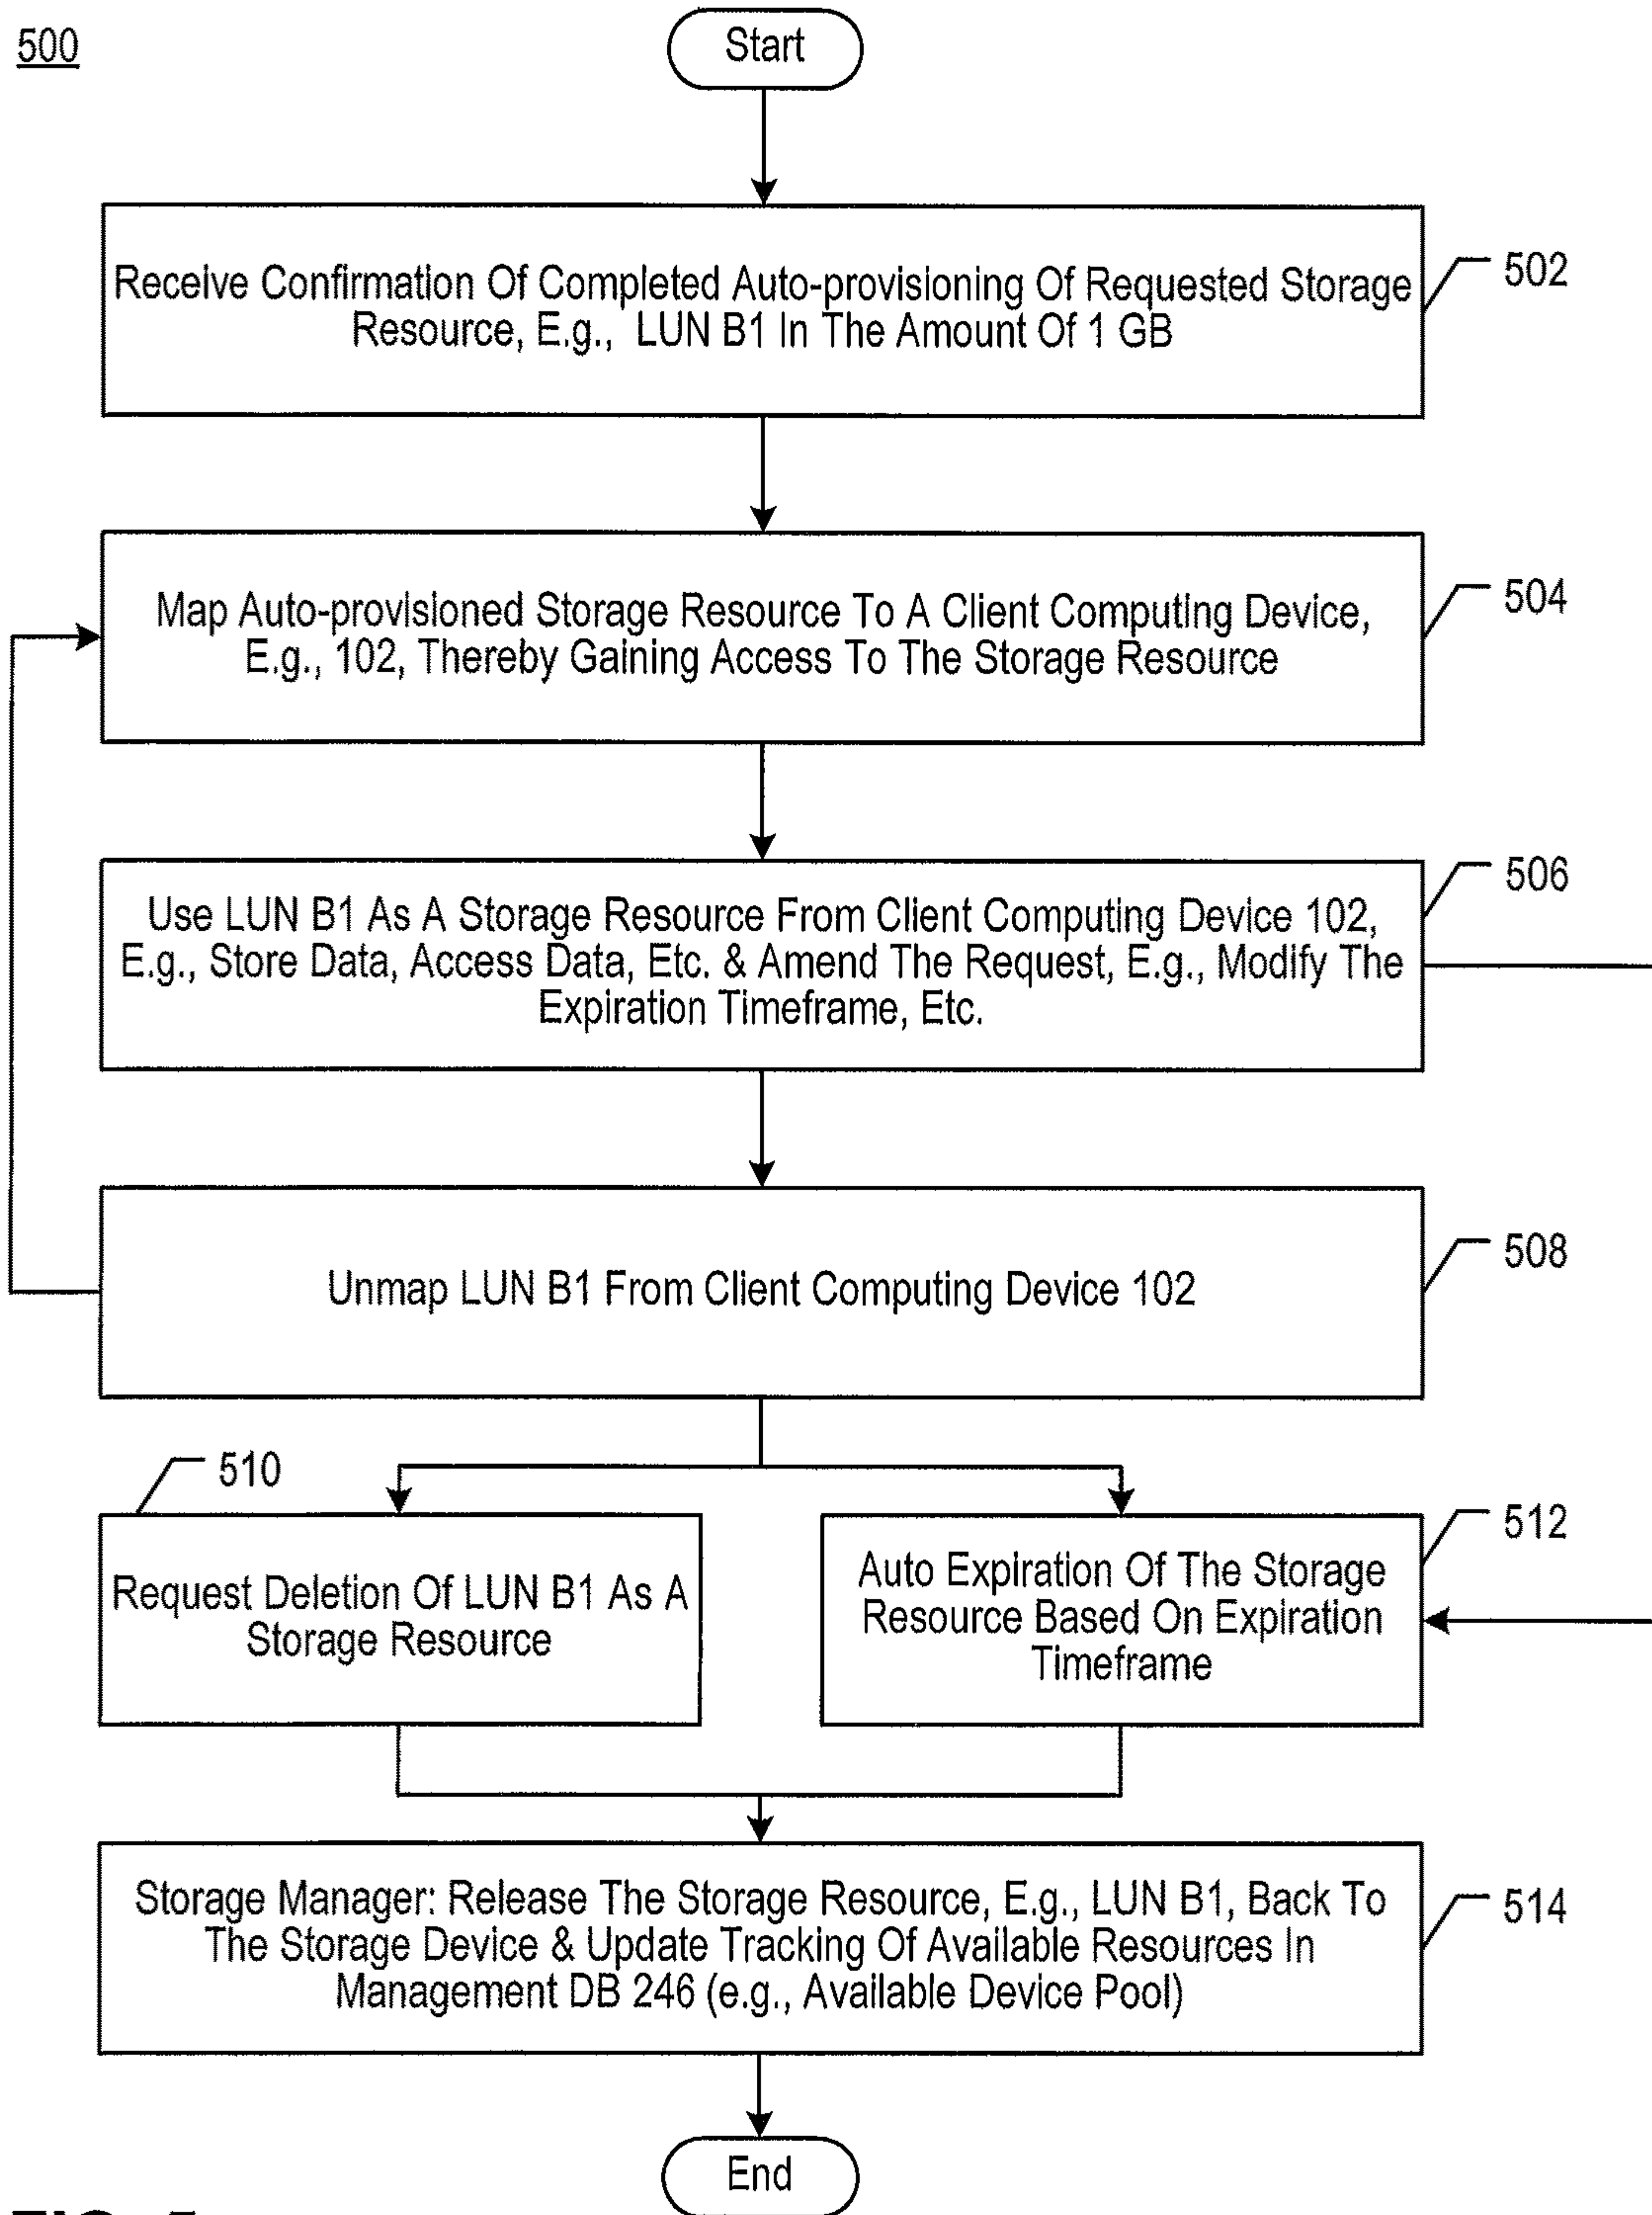 500
Start
Receive Confirmation Of Completed Auto-provisioning Of Requested Storage
Resource, E.g., LUN B1 In The Amount Of 1 GB
502
Map Auto-provisioned Storage Resource To A Client Computing Device,
E.g., 102, Thereby Gaining Access To The Storage Resource
504
Use LUN B1 As A Storage Resource From Client Computing Device 102,
E.g., Store Data, Access Data, Etc. & Amend The Request, E.g., Modify The
Expiration Timeframe, Etc.
506
Unmap LUN B1 From Client Computing Device 102
508
510
Request Deletion Of LUN B1 As A
Storage Resource
512
Auto Expiration Of The Storage
Resource Based On Expiration
Timeframe
Storage Manager: Release The Storage Resource, E.g., LUN B1, Back To
The Storage Device & Update Tracking Of Available Resources In
Management DB 246 (e.g., Available Device Pool)
514
End